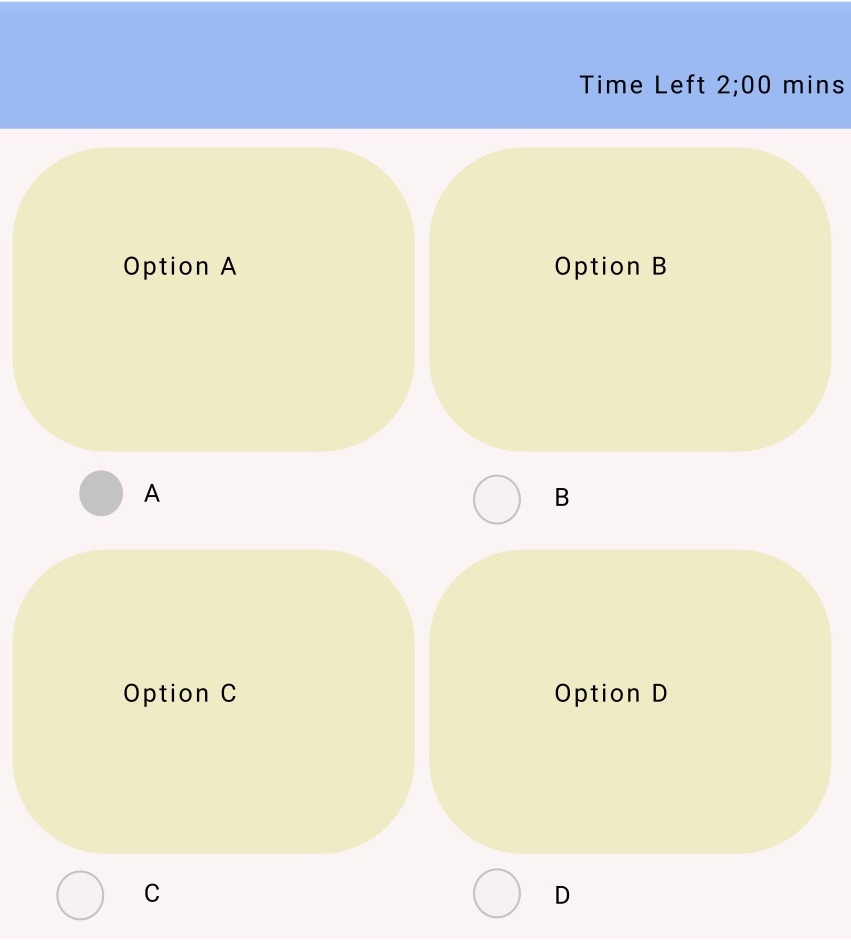 Time Left 2;00 mins
Option A
Option B
A
B
Option C
Option D
C
D